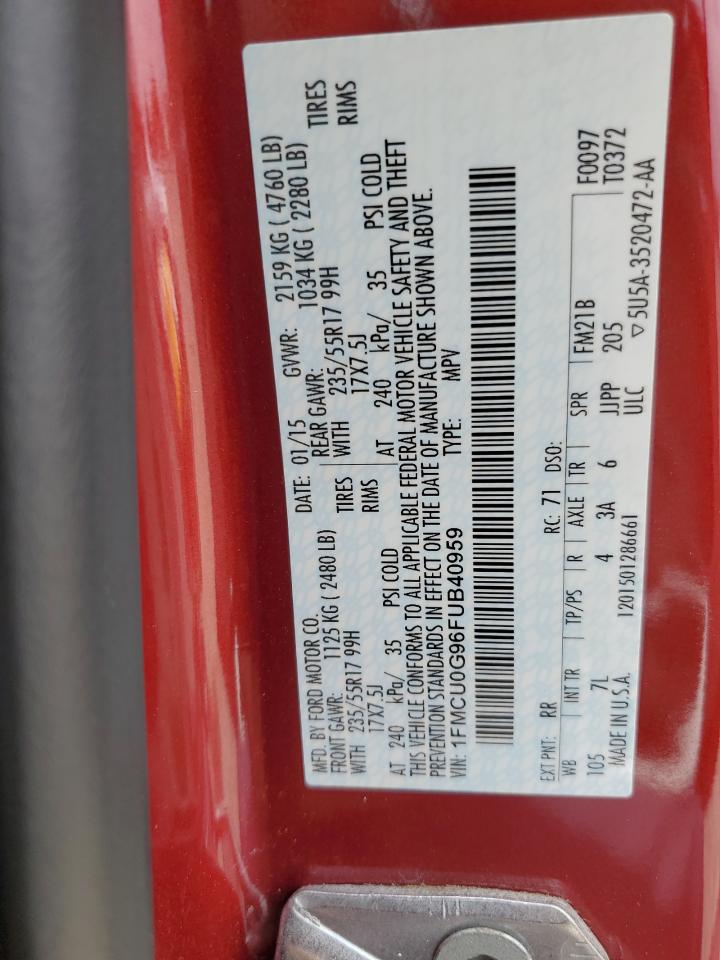 MFD. BY FORD MOTOR CO. DATE: 01/15 GVWR: 2159 KG ( 4760 LB)
FRONT GAWR: 1125 KG ( 2480 LB) REAR GAWR: 1034 KG ( 2280 LB)
WITH 235/55R17 99H TIRES WITH 235/55R17 99H TIRES
17X7.5J RIMS 17X7.5J RIMS
AT 240 kPa/ 35 PSI COLD AT 240 kPa/ 35 PSI COLD
THIS VEHICLE CONFORMS TO ALL APPLICABLE FEDERAL MOTOR VEHICLE SAFETY AND THEFT
PREVENTION STANDARDS IN EFFECT ON THE DATE OF MANUFACTURE SHOWN ABOVE.
VIN: 1FMCU0G96FUB40959 TYPE: MPV
EXT PNT: RR RC: 71 DSO: F0097
WB INT TR TP/PS R AXLE TR SPR FM21B T0372
105 7L 4 3A 6 JJPP 205
MADE IN U.S.A. 1201501286661 ULC ▽5U5A-3520472-AA